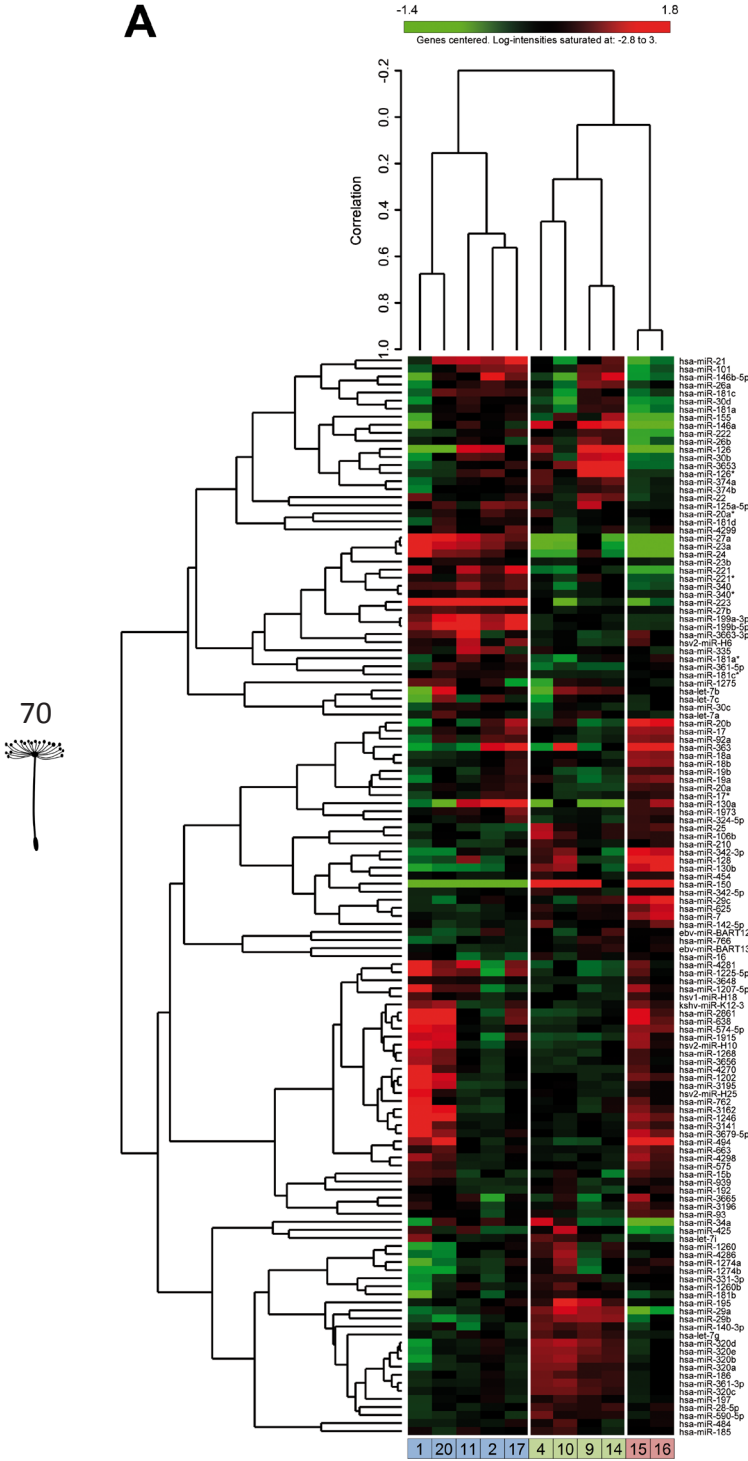 A
-1.4 1.8
Genes centered. Log-intensities saturated at: -2.8 to 3.
Correlation
-0.2
0.0
0.2
0.4
0.6
0.8
1.0
70
hsa-miR-21
hsa-miR-101
hsa-miR-146b-5p
hsa-miR-26a
hsa-miR-181c
hsa-miR-30d
hsa-miR-181a
hsa-miR-155
hsa-miR-146a
hsa-miR-222
hsa-miR-26b
hsa-miR-126
hsa-miR-30b
hsa-miR-3653
hsa-miR-126*
hsa-miR-374a
hsa-miR-374b
hsa-miR-22
hsa-miR-125a-5p
hsa-miR-20a*
hsa-miR-181d
hsa-miR-4299
hsa-miR-27a
hsa-miR-23a
hsa-miR-24
hsa-miR-23b
hsa-miR-221
hsa-miR-221*
hsa-miR-340
hsa-miR-340*
hsa-miR-223
hsa-miR-27b
hsa-miR-199a-3p
hsa-miR-199b-5p
hsa-miR-3663-3p
hsv2-miR-H6
hsa-miR-335
hsa-miR-181a*
hsa-miR-361-5p
hsa-miR-181c*
hsa-miR-1275
hsa-let-7b
hsa-let-7c
hsa-miR-30c
hsa-let-7a
hsa-miR-20b
hsa-miR-17
hsa-miR-92a
hsa-miR-363
hsa-miR-18a
hsa-miR-18b
hsa-miR-19b
hsa-miR-19a
hsa-miR-20a
hsa-miR-17*
hsa-miR-130a
hsa-miR-1973
hsa-miR-324-5p
hsa-miR-25
hsa-miR-106b
hsa-miR-210
hsa-miR-342-3p
hsa-miR-128
hsa-miR-130b
hsa-miR-454
hsa-miR-150
hsa-miR-342-5p
hsa-miR-29c
hsa-miR-625
hsa-miR-7
hsa-miR-142-5p
ebv-miR-BART12
hsa-miR-766
ebv-miR-BART13
hsa-miR-16
hsa-miR-4281
hsa-miR-1225-5p
hsa-miR-3648
hsa-miR-1207-5p
hsv1-miR-H18
kshv-miR-K12-3
hsa-miR-2861
hsa-miR-638
hsa-miR-574-5p
hsa-miR-1915
hsv2-miR-H10
hsa-miR-1268
hsa-miR-3656
hsa-miR-4270
hsa-miR-1202
hsa-miR-3195
hsv2-miR-H25
hsa-miR-762
hsa-miR-3162
hsa-miR-1246
hsa-miR-3141
hsa-miR-3679-5p
hsa-miR-494
hsa-miR-663
hsa-miR-4298
hsa-miR-575
hsa-miR-15b
hsa-miR-939
hsa-miR-192
hsa-miR-3665
hsa-miR-3196
hsa-miR-93
hsa-miR-34a
hsa-miR-425
hsa-let-7i
hsa-miR-1260
hsa-miR-4286
hsa-miR-1274a
hsa-miR-1274b
hsa-miR-331-3p
hsa-miR-1260b
hsa-miR-181b
hsa-miR-195
hsa-miR-29a
hsa-miR-29b
hsa-miR-140-3p
hsa-let-7g
hsa-miR-320d
hsa-miR-320e
hsa-miR-320b
hsa-miR-320a
hsa-miR-186
hsa-miR-361-3p
hsa-miR-320c
hsa-miR-197
hsa-miR-28-5p
hsa-miR-590-5p
hsa-miR-484
hsa-miR-185
1 20 11 2 17 4 10 9 14 15 16